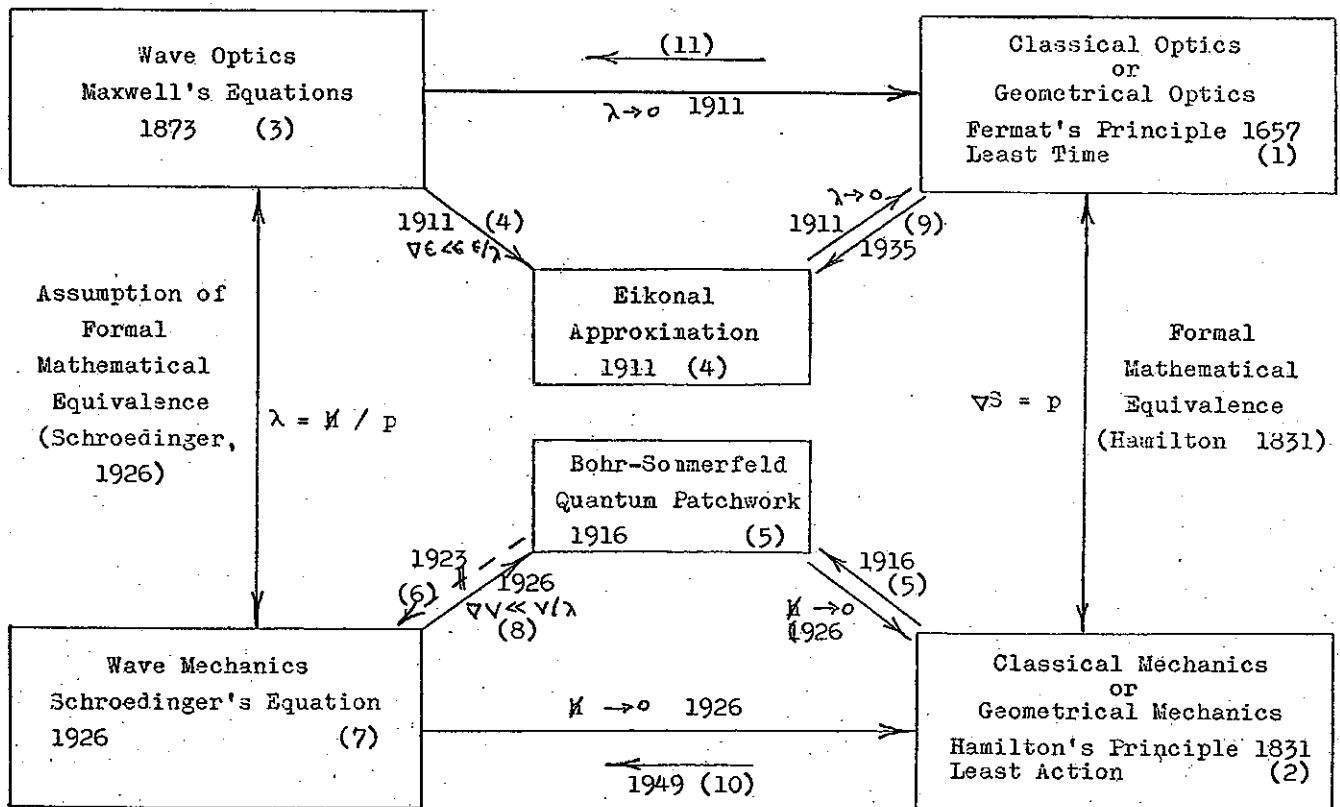 Wave Optics
Maxwell's Equations
1873 (3)
(11)
λ→0 1911
Classical Optics
or
Geometrical Optics
Fermat's Principle 1657
Least Time (1)
1911 (4)
∇ϵ<<ϵ ϵ/λ
λ→0
1911 (9)
1935
Eikonal
Approximation
1911 (4)
Assumption of
Formal
Mathematical
Equivalence
(Schroedinger,
1926)
λ = ħ / p
∇S = p
Formal
Mathematical
Equivalence
(Hamilton 1831)
Bohr-Sommerfeld
Quantum Patchwork
1916 (5)
1923
(6)
1926
∇V<< V/λ
(8)
1916
(5)
ħ →0
1926
Wave Mechanics
Schroedinger's Equation
1926 (7)
ħ →0 1926
1949 (10)
Classical Mechanics
or
Geometrical Mechanics
Hamilton's Principle 1831
Least Action (2)